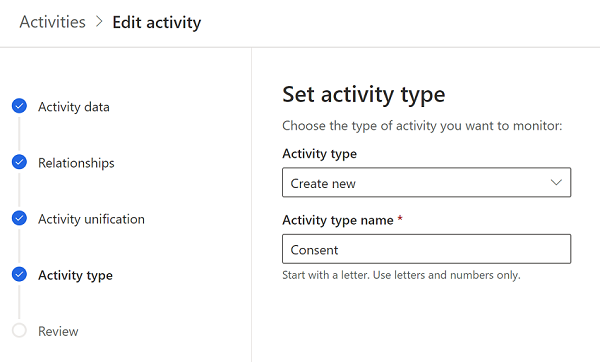 Activities > Edit activity
Activity data
Relationships
Activity unification
Activity type
Review
Set activity type
Choose the type of activity you want to monitor:
Activity type
Create new
Activity type name *
Consent
Start with a letter. Use letters and numbers only.